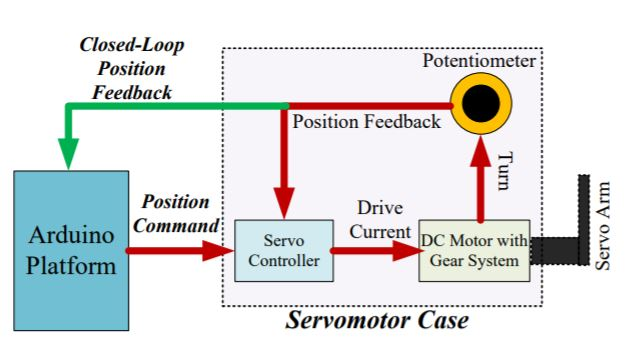 Closed-Loop
Position
Feedback
Potentiometer
Position Feedback
Turn
Position
Command
Arduino
Platform
Servo
Controller
Drive
Current
DC Motor with
Gear System
Servo Arm
Servomotor Case